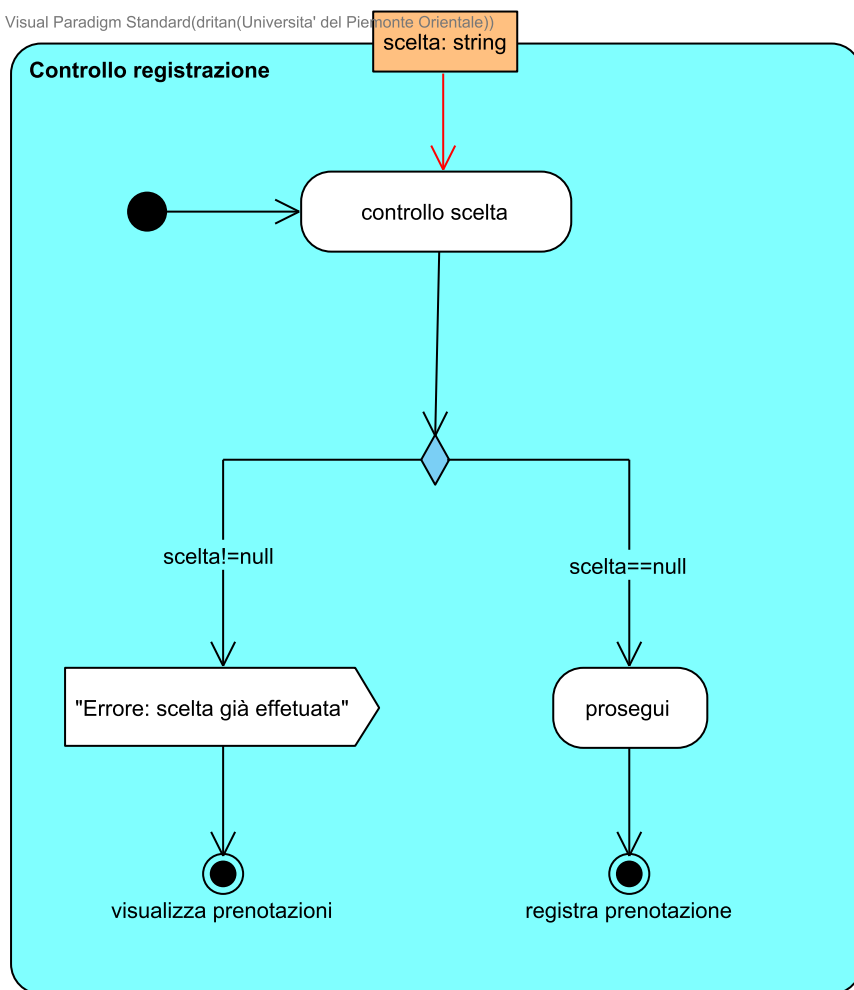 Visual Paradigm Standard(dritan(Universita' del Piemonte Orientale))
scelta: string
Controllo registrazione
controllo scelta
scelta!=null
scelta==null
"Errore: scelta già effetuata"
prosegui
visualizza prenotazioni
registra prenotazione